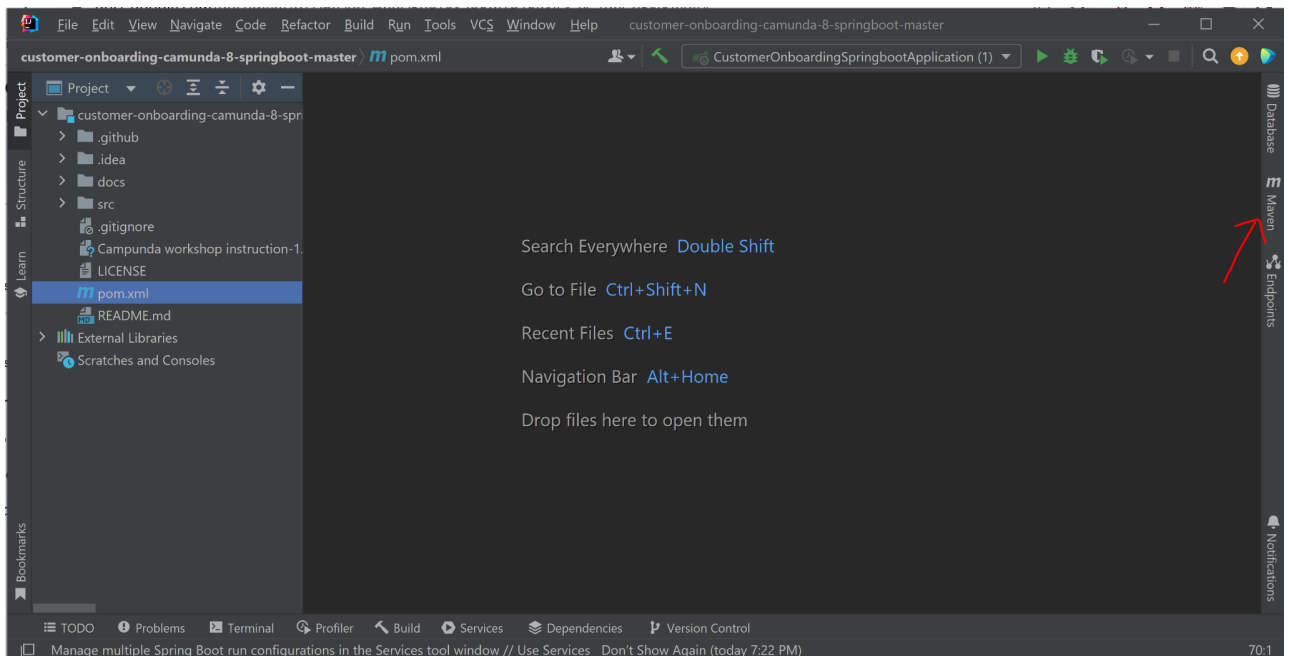 File Edit View Navigate Code Refactor Build Run Tools VCS Window Help customer-onboarding-camunda-8-springboot-master
customer-onboarding-camunda-8-springboot-master pom.xml CustomerOnboardingSpringbootApplication (1)
Project
Structure
Learn
Bookmarks
Project
customer-onboarding-camunda-8-spri
.github
.idea
docs
src
.gitignore
Campunda workshop instruction-1.
LICENSE
pom.xml
README.md
External Libraries
Scratches and Consoles
Search Everywhere Double Shift
Go to File Ctrl+Shift+N
Recent Files Ctrl+E
Navigation Bar Alt+Home
Drop files here to open them
Database
Maven
Endpoints
Notifications
TODO Problems Terminal Profiler Build Services Dependencies Version Control
Manage multiple Spring Boot run configurations in the Services tool window // Use Services Don't Show Again (today 7:22 PM) 70:1